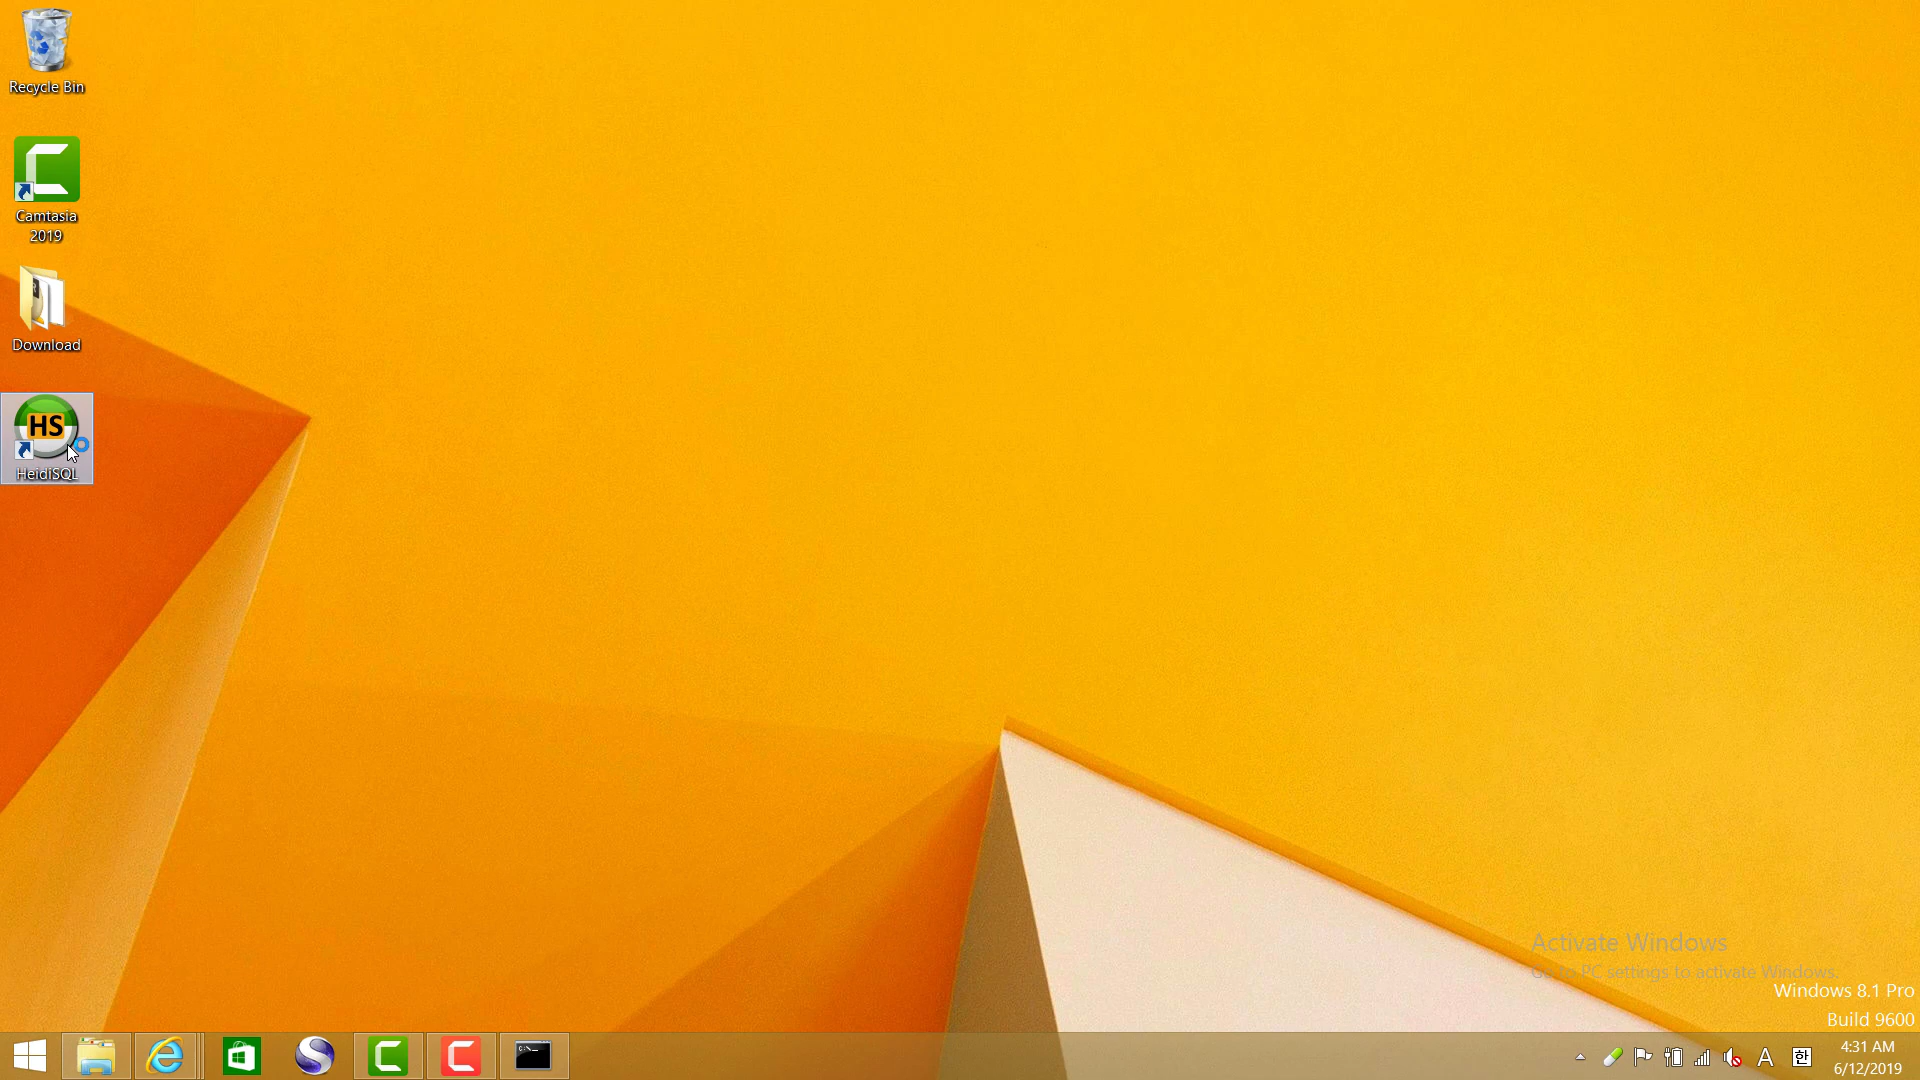 Recycle Bin
Camtasia
2019
Download
HS
HeidiSQL
Activate Windows
Go to PC settings to activate Windows.
Windows 8.1 Pro
Build 9600
C:\_
A
한
4:31 AM
6/12/2019